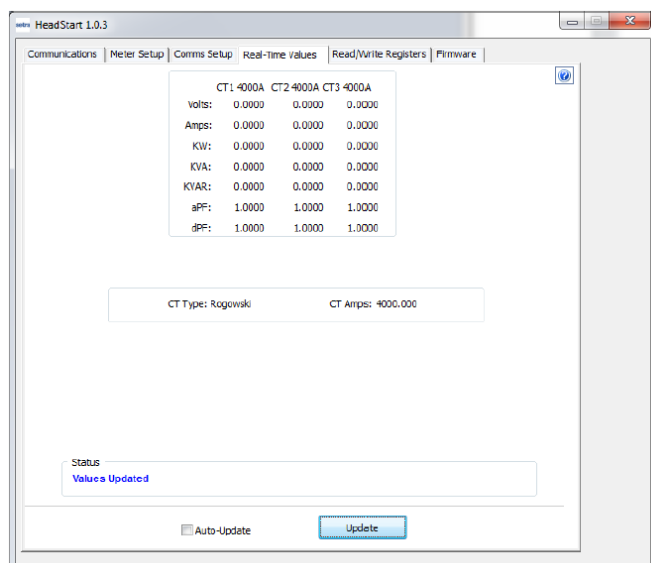 setra HeadStart 1.0.3
Communications Meter Setup Comms Setup Real-Time Values Read/Write Registers Firmware
CT1 4000A CT2 4000A CT3 4000A
Volts: 0.0000 0.0000 0.0000
Amps: 0.0000 0.0000 0.0000
KW: 0.0000 0.0000 0.0000
KVA: 0.0000 0.0000 0.0000
KVAR: 0.0000 0.0000 0.0000
aPF: 1.0000 1.0000 1.0000
dPF: 1.0000 1.0000 1.0000
CT Type: Rogowski CT Amps: 4000.000
Status
Values Updated
Auto-Update Update